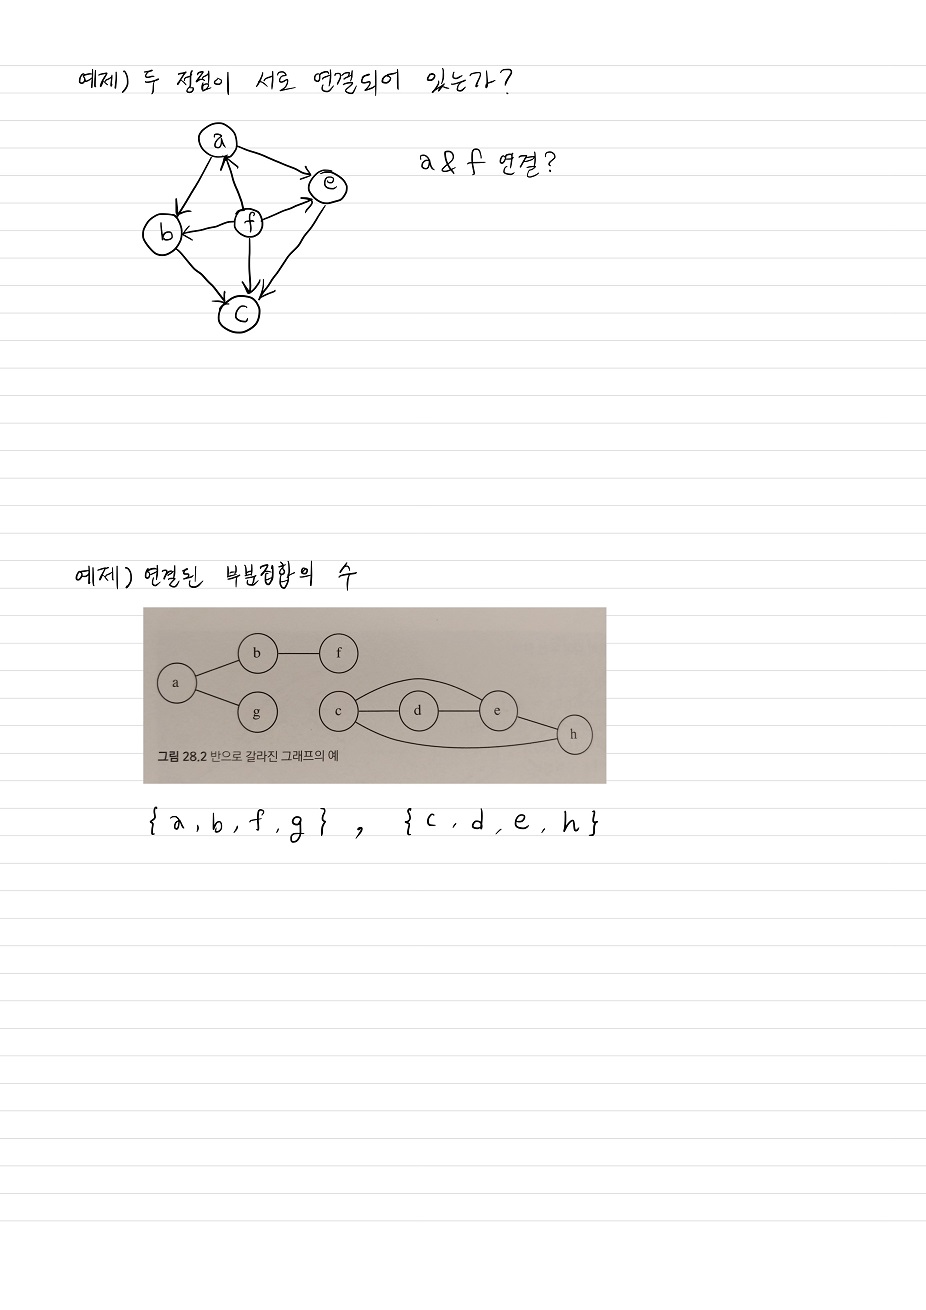 예제) 두 정점이 서로 연결되어 있는가?
a
a & f 연결?
e
b
f
c
예제) 연결된 부분집합의 수
b f
a
g c d e
h
그림 28.2 반으로 갈라진 그래프의 예
{a, b, f, g} , {c, d, e, h}